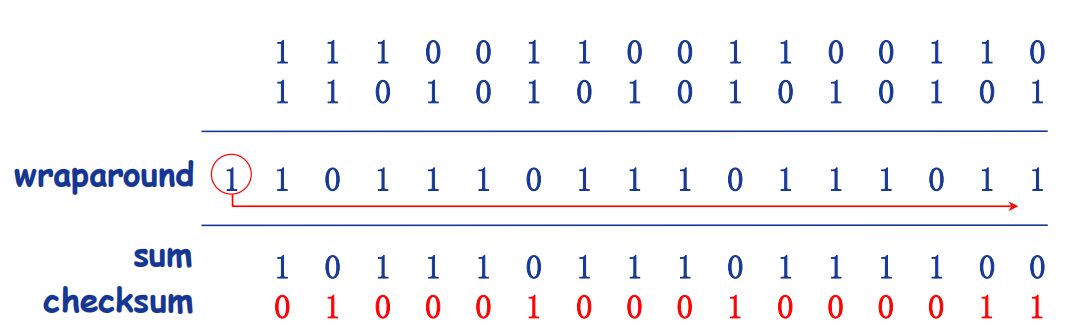 1 1 1 0 0 1 1 0 0 1 1 0 0 1 1 0
1 1 0 1 0 1 0 1 0 1 0 1 0 1 0 1
wraparound 1 1 0 1 1 1 0 1 1 1 0 1 1 1 0 1 1
sum 1 0 1 1 1 0 1 1 1 0 1 1 1 1 0 0
checksum 0 1 0 0 0 1 0 0 0 1 0 0 0 0 1 1